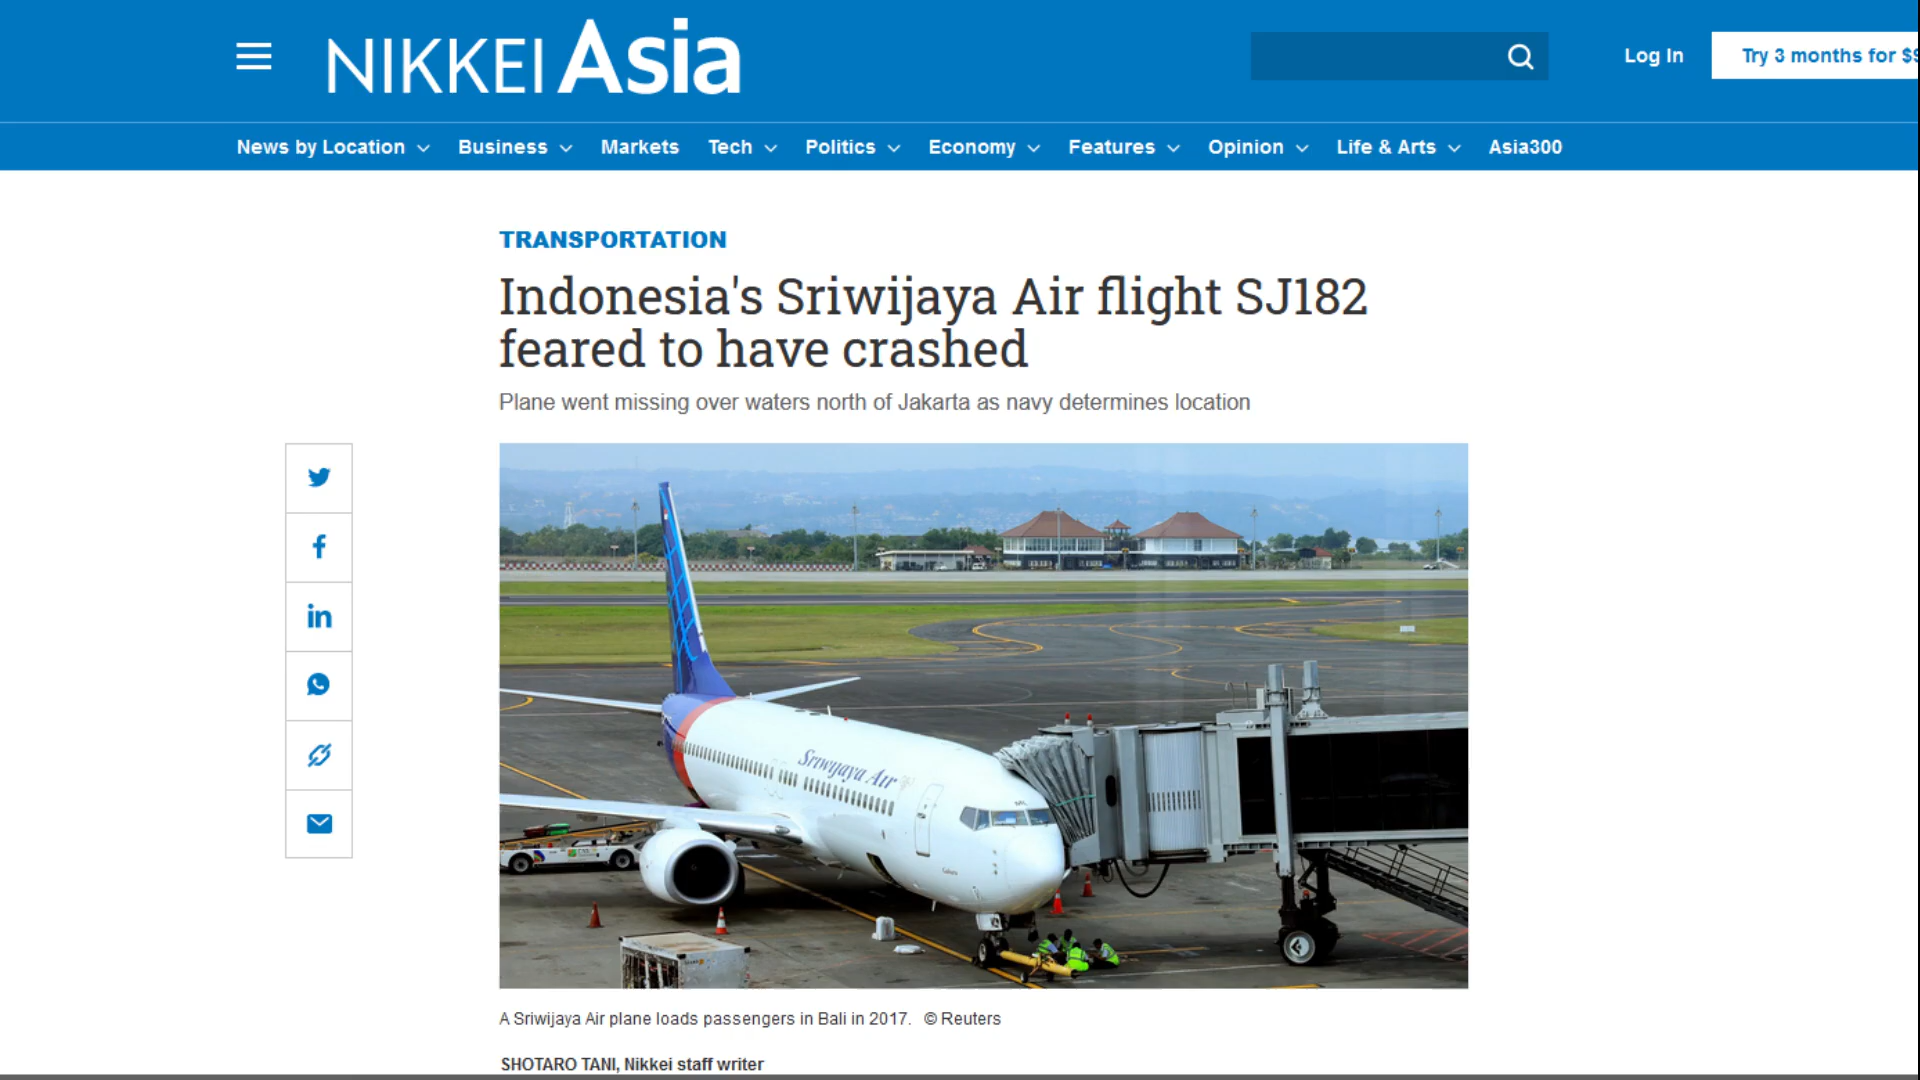 NIKKEI Asia
Log In
Try 3 months for $9
News by Location
Business
Markets
Tech
Politics
Economy
Features
Opinion
Life & Arts
Asia300
TRANSPORTATION
Indonesia's Sriwijaya Air flight SJ182
feared to have crashed
Plane went missing over waters north of Jakarta as navy determines location
Sriwijaya Air
A Sriwijaya Air plane loads passengers in Bali in 2017. © Reuters
SHOTARO TANI, Nikkei staff writer